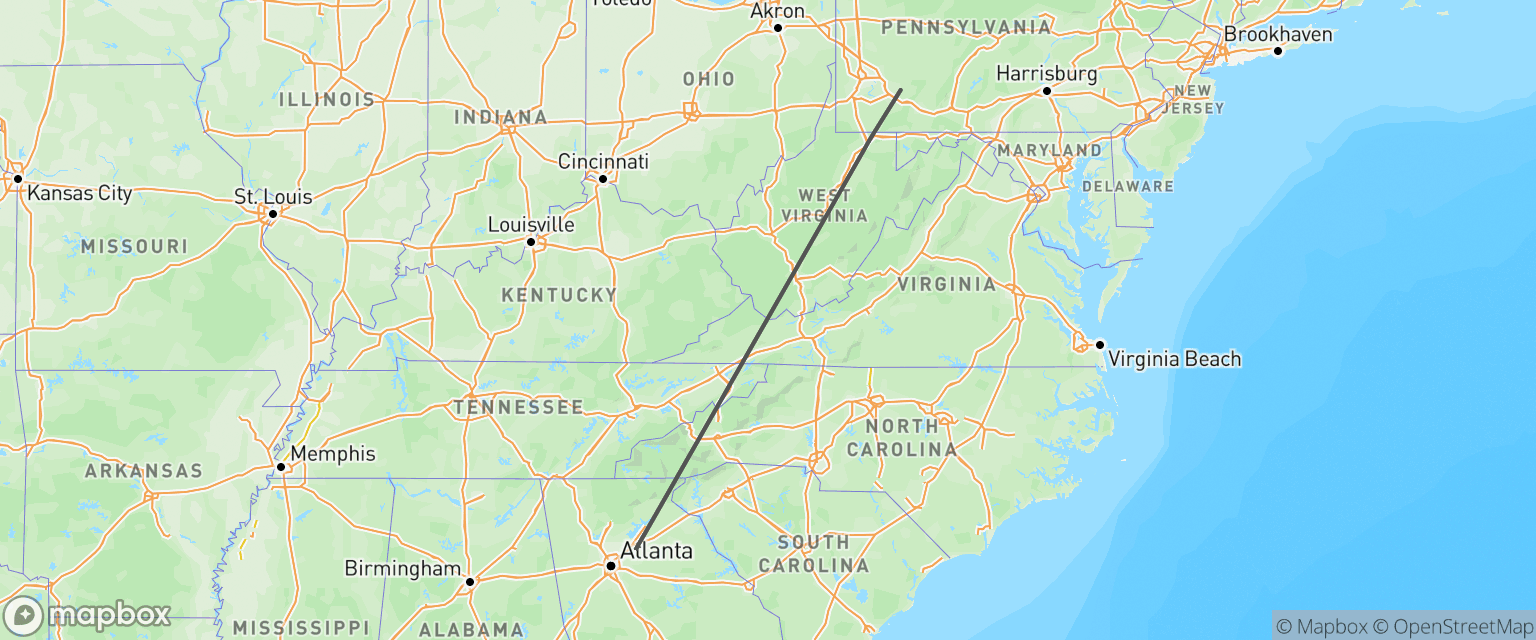 Toledo
Akron
PENNSYLVANIA
Brookhaven
OHIO
Harrisburg
ILLINOIS
INDIANA
NEW
JERSEY
MARYLAND
Cincinnati
Kansas City
St. Louis
WEST
VIRGINIA
DELAWARE
Louisville
MISSOURI
KENTUCKY
VIRGINIA
Virginia Beach
TENNESSEE
NORTH
CAROLINA
Memphis
ARKANSAS
Atlanta
SOUTH
CAROLINA
Birmingham
mapbox
MISSISSIPPI
ALABAMA
© Mapbox © OpenStreetMap